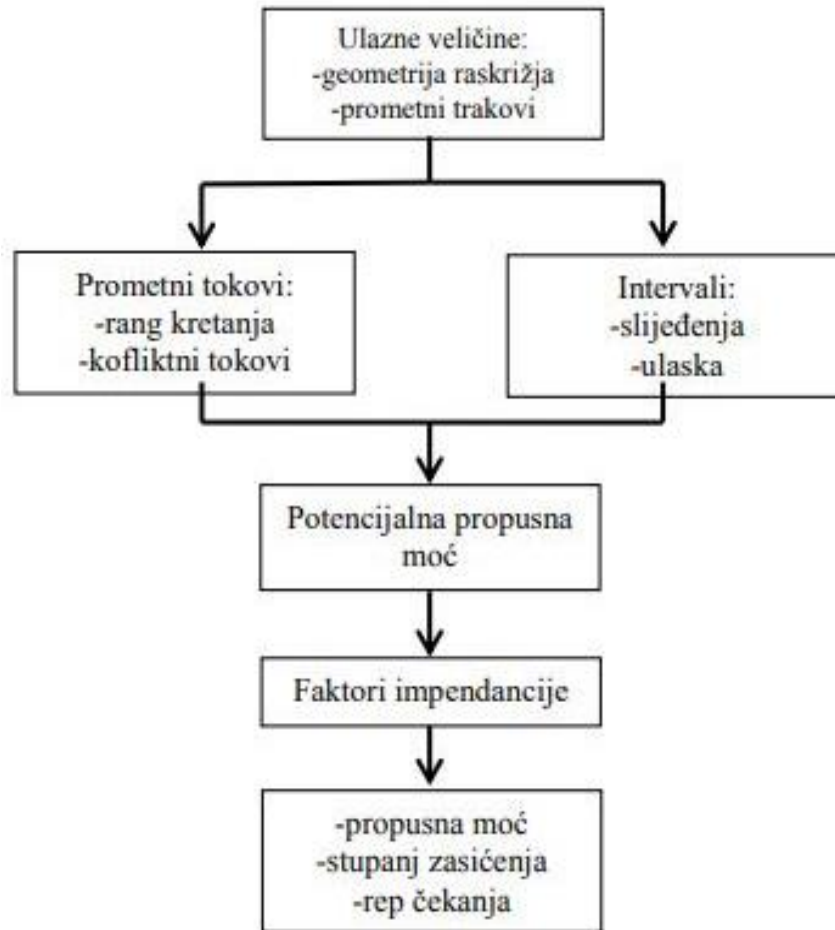 Ulazne veličine:
-geometrija raskrižja
-prometni trakovi
Prometni tokovi:
-rang kretanja
-kofliktni tokovi
Intervali:
-slijeđenja
-ulaska
Potencijalna propusna
moć
Faktori impendancije
-propusna moć
-stupanj zasićenja
-rep čekanja